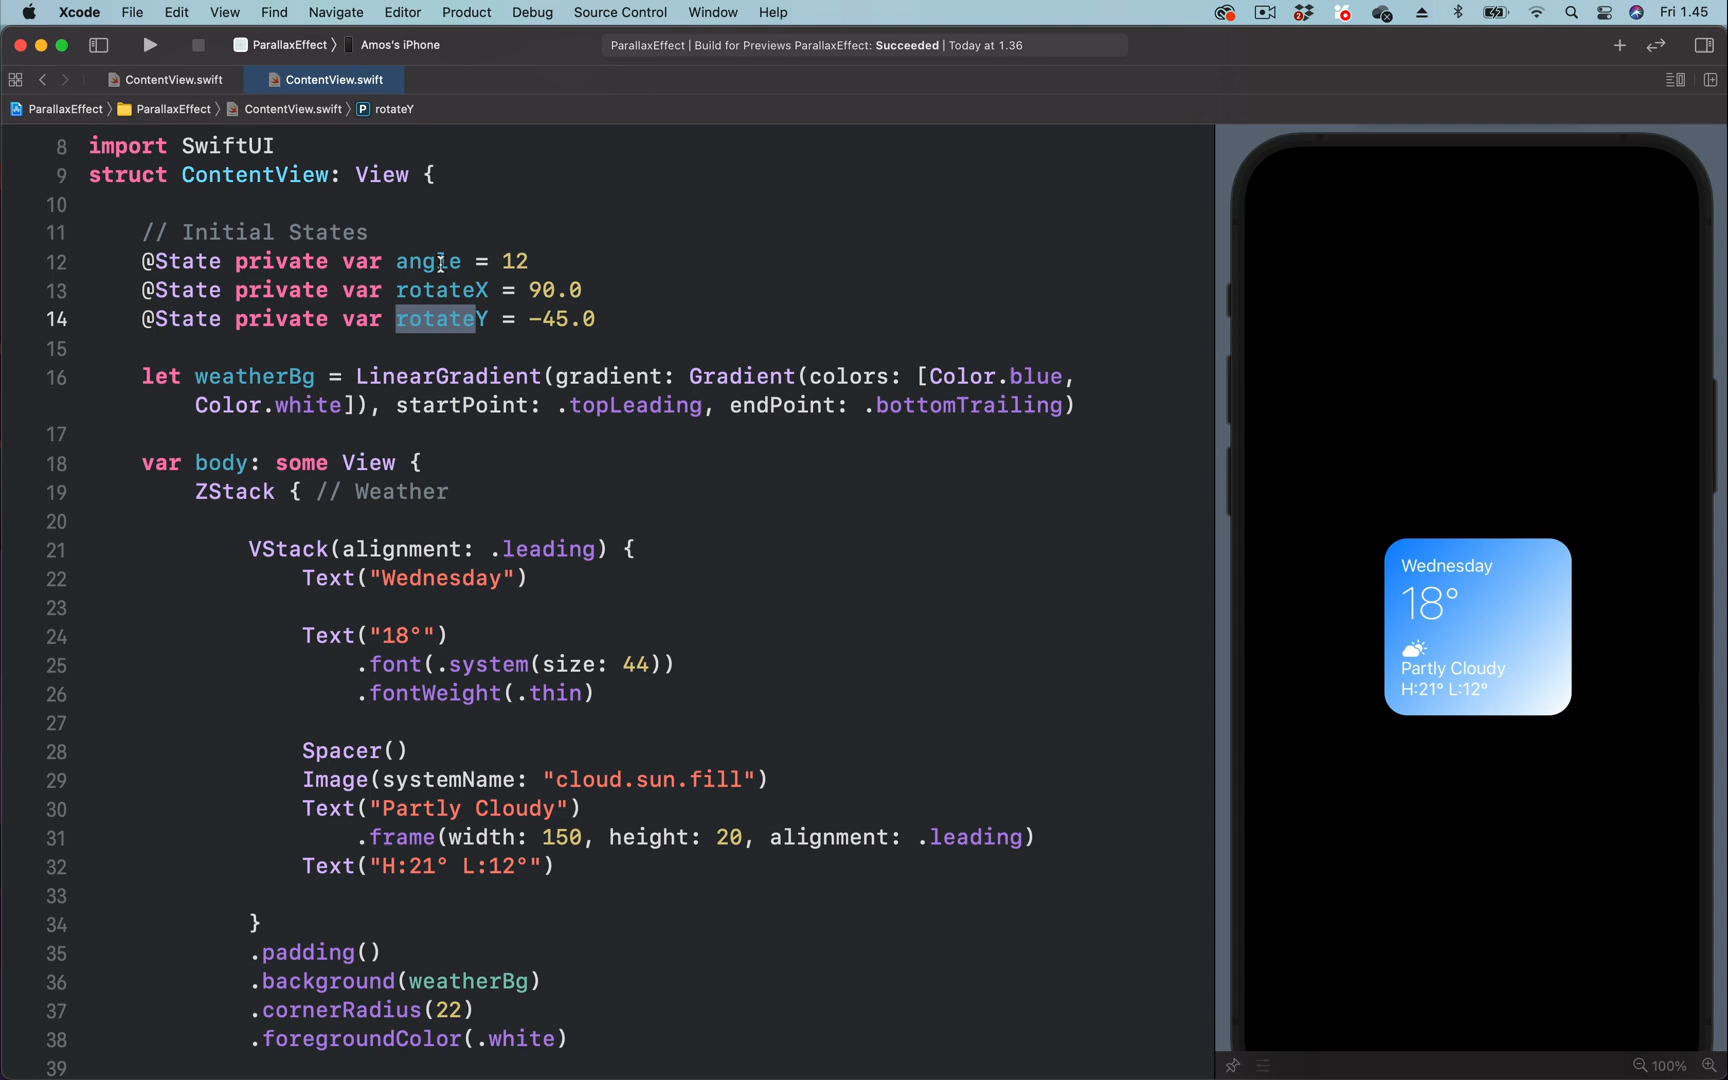 Xcode File Edit View Find Navigate Editor Product Debug Source Control Window Help 2 Fri 1.45
ParallaxEffect Amos's iPhone ParallaxEffect | Build for Previews ParallaxEffect: Succeeded | Today at 1.36
ContentView.swift ContentView.swift
ParallaxEffect ParallaxEffect ContentView.swift P rotateY
8 import SwiftUI
9 struct ContentView: View {
10
11 // Initial States
12 @State private var angle = 12
13 @State private var rotateX = 90.0
14 @State private var rotateY = -45.0
15
16 let weatherBg = LinearGradient(gradient: Gradient(colors: [Color.blue,
Color.white]), startPoint: .topLeading, endPoint: .bottomTrailing)
17
18 var body: some View {
19 ZStack { // Weather
20
21 VStack(alignment: .leading) {
22 Text("Wednesday")
23
24 Text("18°")
25 .font(.system(size: 44))
26 .fontWeight(.thin)
27
28 Spacer()
29 Image(systemName: "cloud.sun.fill")
30 Text("Partly Cloudy")
31 .frame(width: 150, height: 20, alignment: .leading)
32 Text("H:21° L:12°")
33
34 }
35 .padding()
36 .background(weatherBg)
37 .cornerRadius(22)
38 .foregroundColor(.white)
39
Wednesday
18°
Partly Cloudy
H:21° L:12°
100%